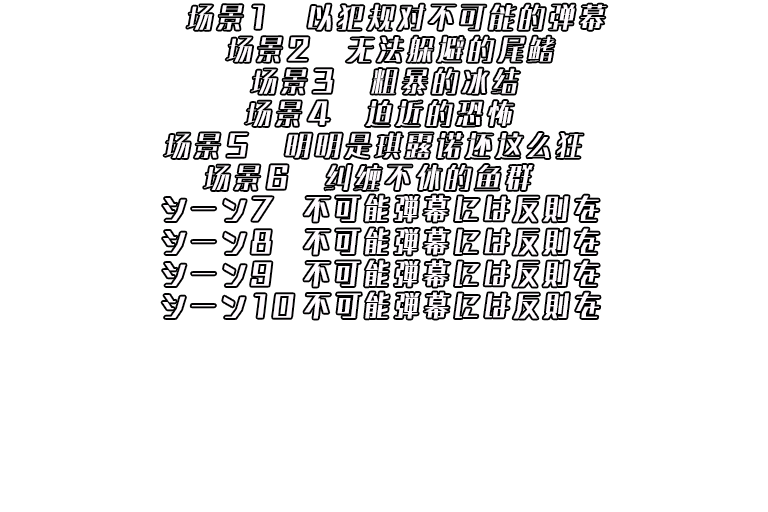 场景1　以犯规对不可能的弹幕
场景2　无法躲避的尾鳍
场景3　粗暴的冰结
场景4　迫近的恐怖
场景5　明明是琪露诺还这么狂
场景6　纠缠不休的鱼群
シーン7　不可能弾幕には反則を
シーン8　不可能弾幕には反則を
シーン9　不可能弾幕には反則を
シーン10 不可能弾幕には反則を